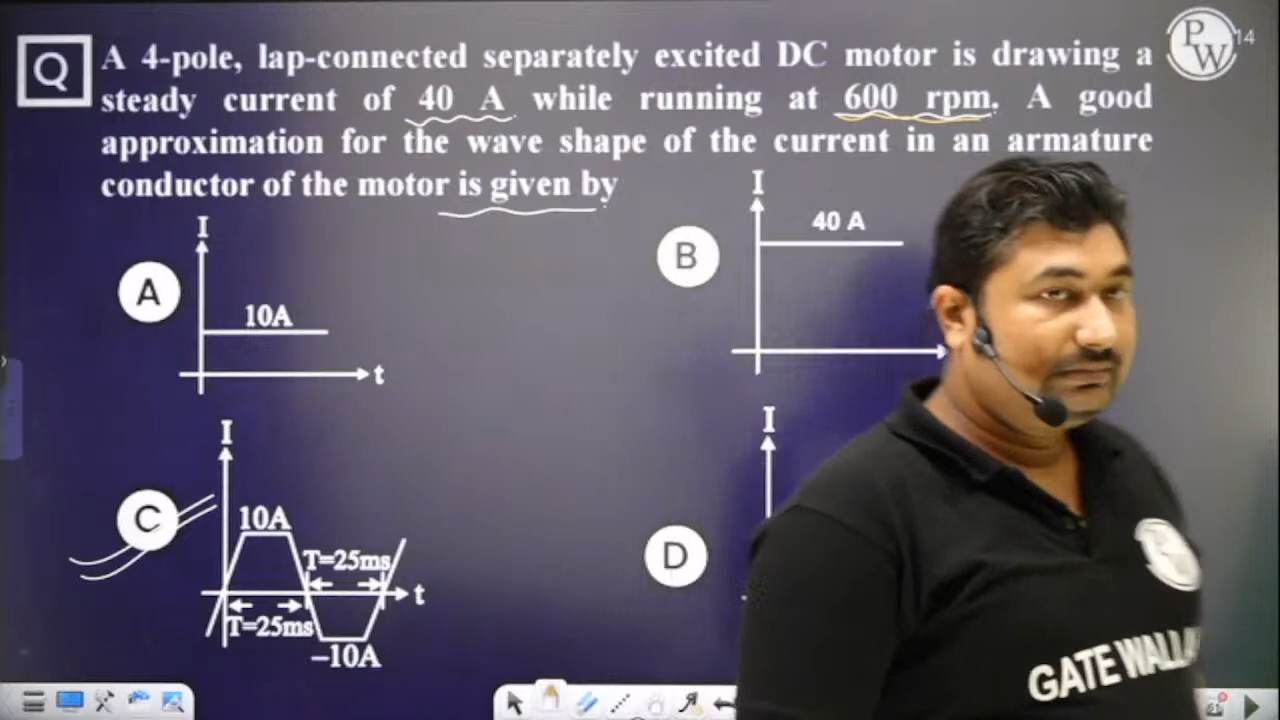 Q
A 4-pole, lap-connected separately excited DC motor is drawing a
steady current of 40 A while running at 600 rpm. A good
approximation for the wave shape of the current in an armature
conductor of the motor is given by
P
W
14
A
I
10A
t
B
I
40 A
C
I
10A
T=25ms
t
T=25ms
–10A
D
I
GATE WALLA